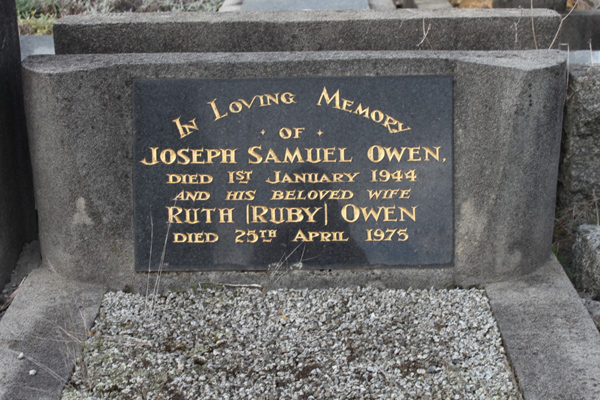 In Loving Memory
· OF ·
JOSEPH SAMUEL OWEN,
DIED 1ST JANUARY 1944
AND HIS BELOVED WIFE
RUTH (RUBY) OWEN
DIED 25TH APRIL 1975